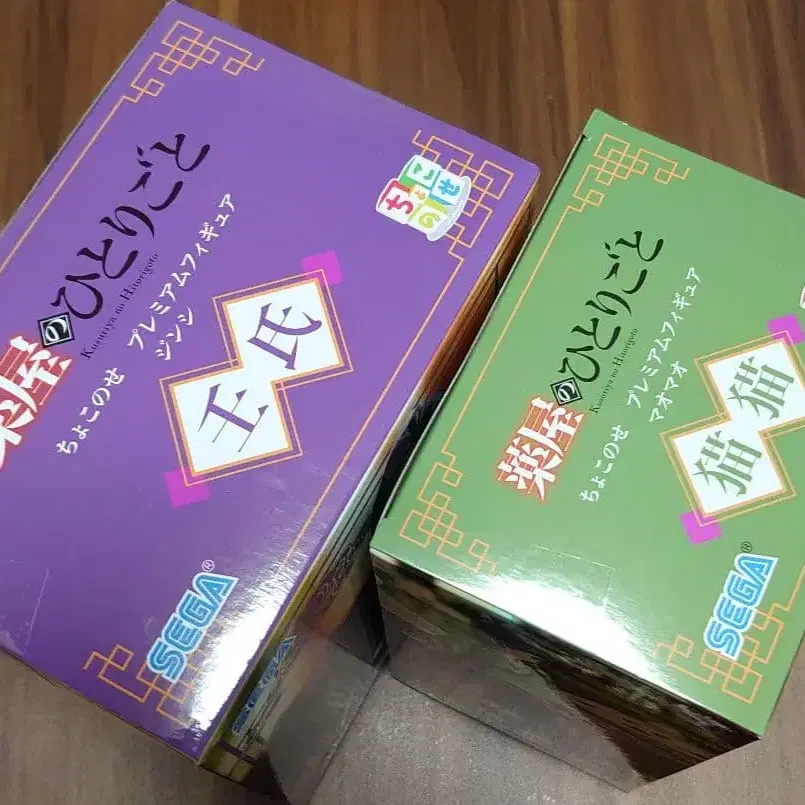 薬屋のひとりごと
Kusuriya no Hitorigoto
ちょこのせ プレミアムフィギュア
ジンシ
壬氏
ちょこのせ
SEGA®
SEGA
薬屋のひとりごと
Kusuriya no Hitorigoto
ちょこのせ プレミアムフィギュア
マオマオ
猫猫
SEGA®